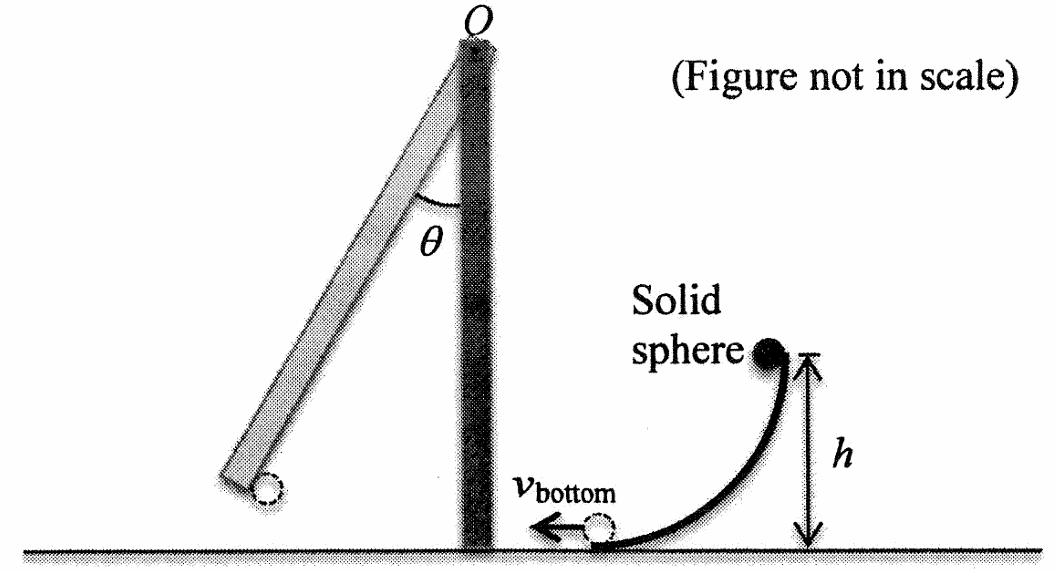 O
(Figure not in scale)
θ
Solid
sphere
h
v_bottom